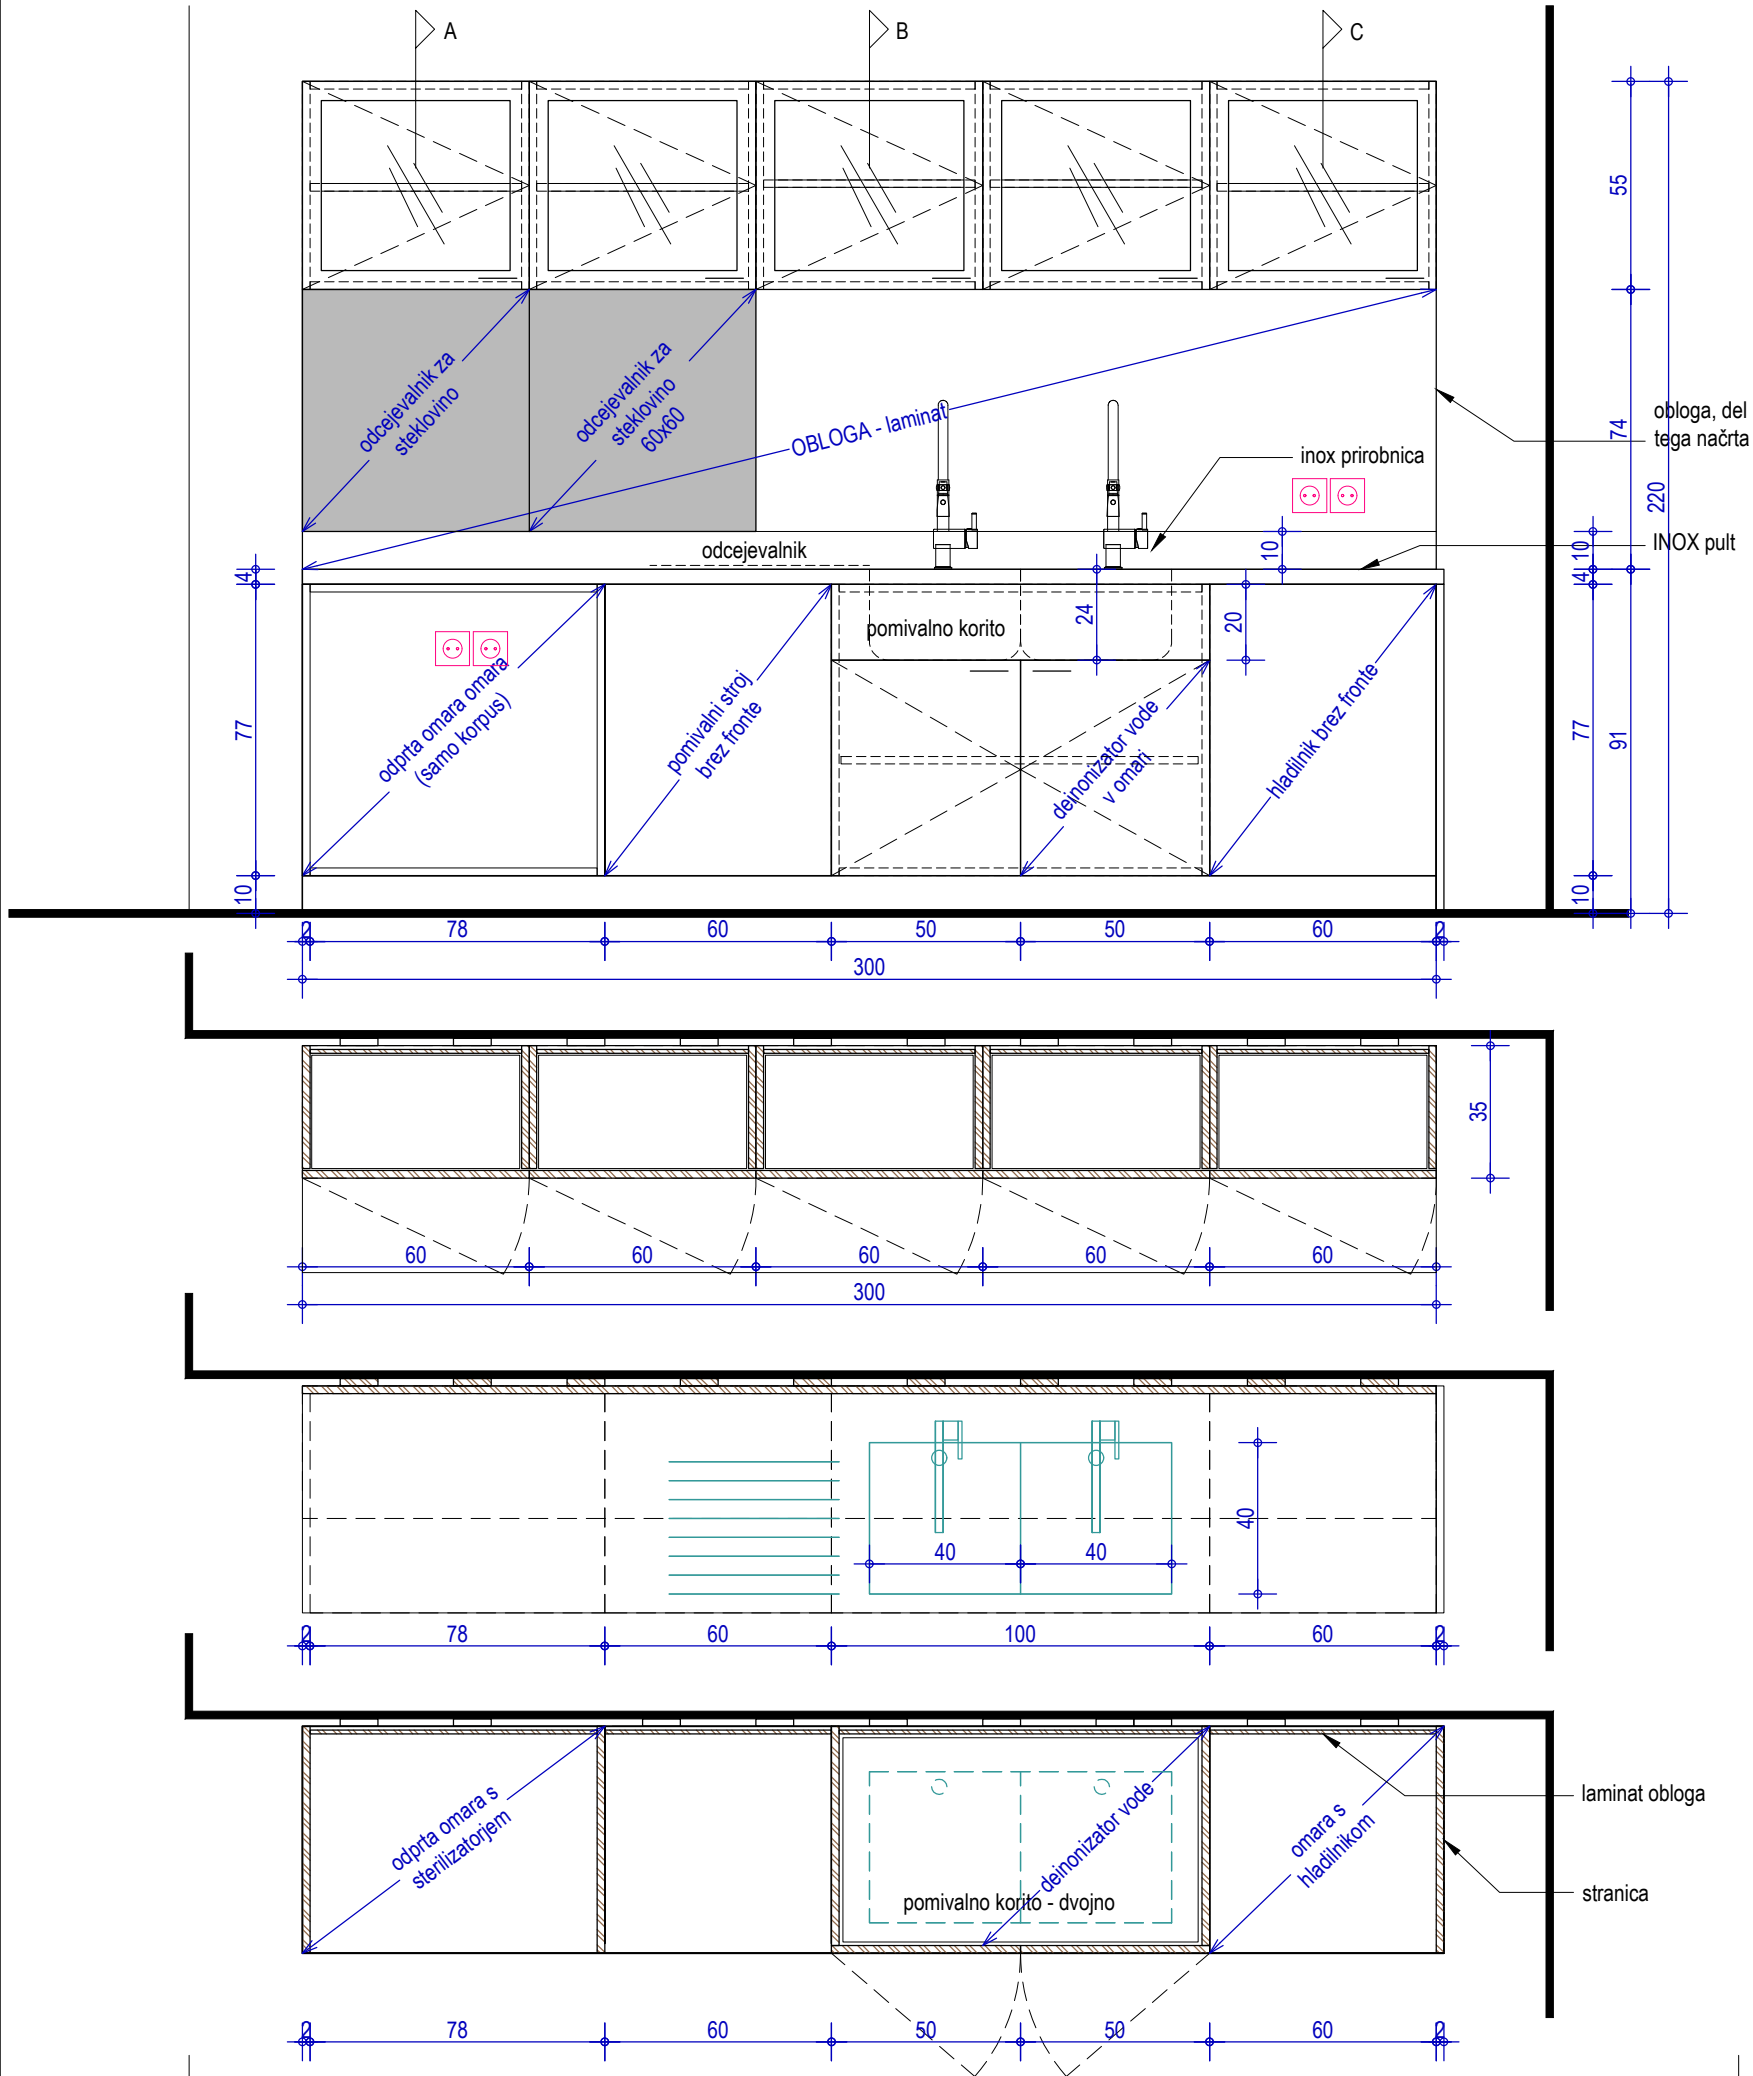 A
B
C
55
odcejevalnik za
steklovino
odcejevalnik za
steklovino
60x60
OBLOGA - laminat
obloga, del
tega načrta
74
inox prirobnica
220
odcejevalnik
10
10
INOX pult
4
4
pomivalno korito
24
20
77
odprta omara omara
(samo korpus)
pomivalni stroj
brez fronte
deinonizator vode
v omari
hladilnik brez fronte
77
91
10
10
2
78
60
50
50
60
2
300
35
60
60
60
60
60
300
40
40
40
2
78
60
100
60
2
odprta omara s
sterilizatorjem
deinonizator vode
omara s
hladilnikom
laminat obloga
pomivalno korito - dvojno
stranica
2
78
60
50
50
60
2